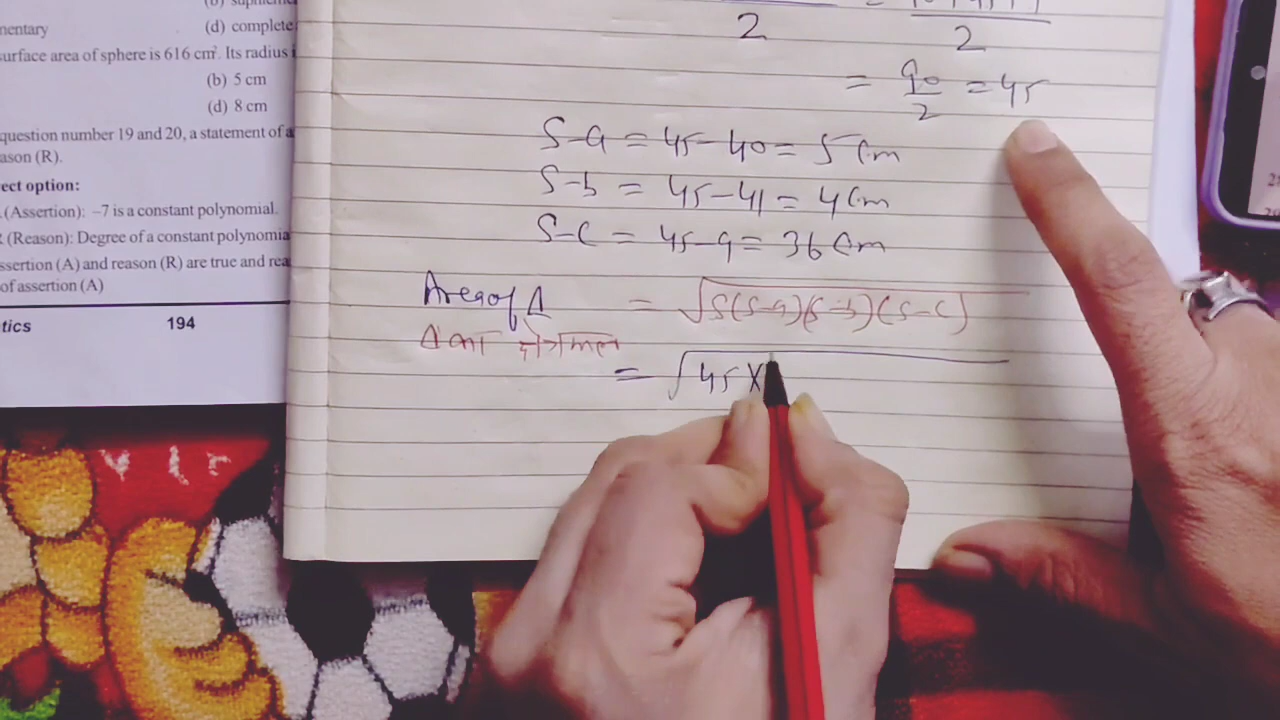 mentary
(d) complete
surface area of sphere is 616 cm². Its radius i
(b) 5 cm
(d) 8 cm
question number 19 and 20, a statement of a
ason (R).
ect option:
(Assertion): −7 is a constant polynomial.
(Reason): Degree of a constant polynomia
ssertion (A) and reason (R) are true and rea
of assertion (A)
tics 194
2 2
= 90/2 = 45
S-a = 45-40 = 5 Cm
S-b = 45-41 = 4 Cm
S-c = 45-9 = 36 Cm
Area of Δ = √S(S-a)(S-b)(S-c)
= √45 X